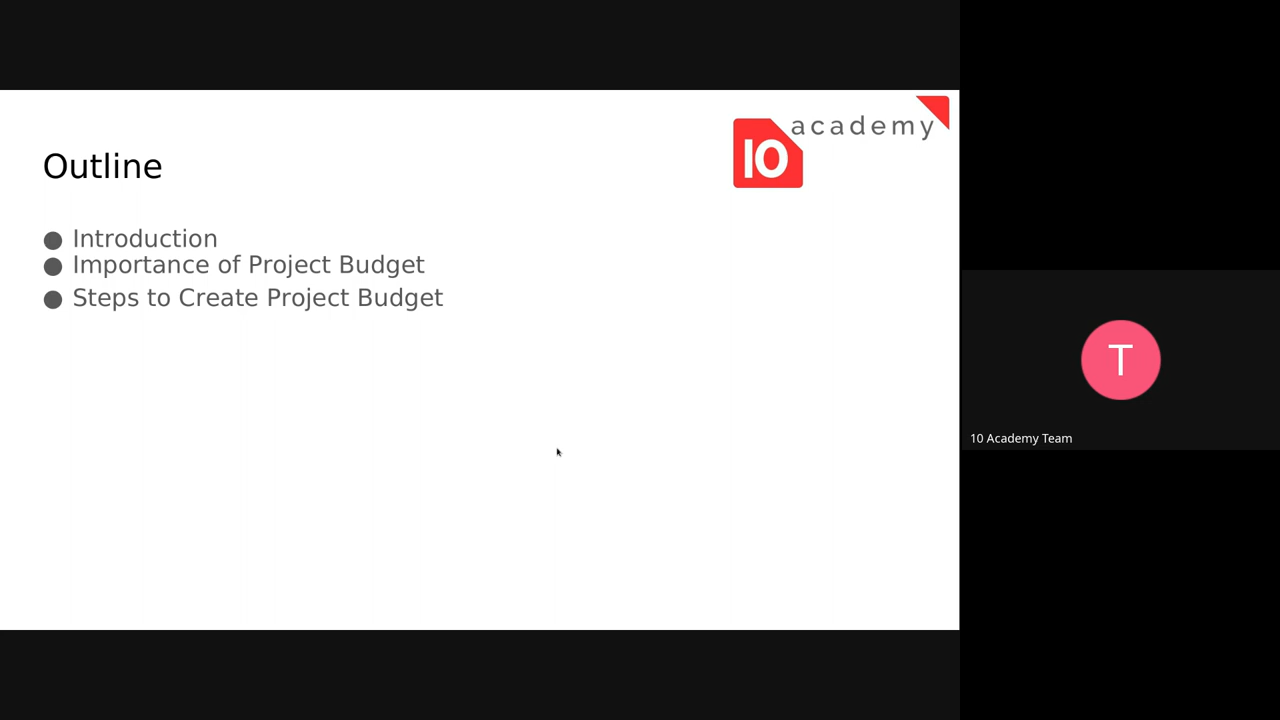 10 academy
Outline
● Introduction
● Importance of Project Budget
● Steps to Create Project Budget
T
10 Academy Team